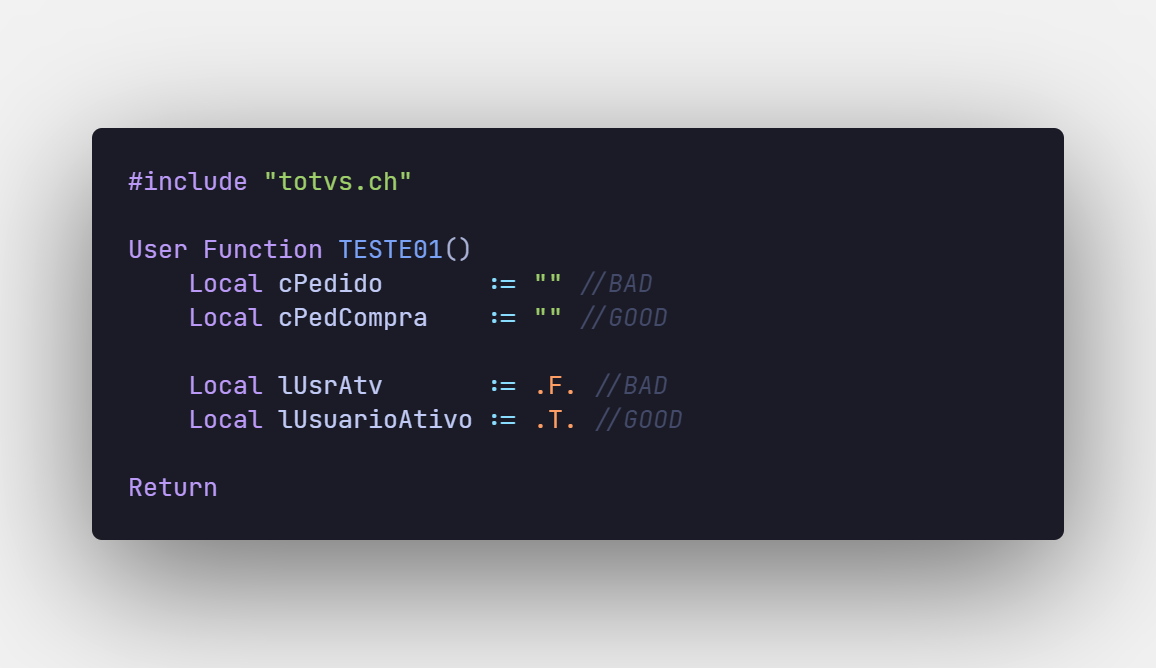 #include "totvs.ch"
User Function TESTE01()
    Local cPedido       := "" //BAD
    Local cPedCompra    := "" //GOOD
    Local lUsrAtv       := .F. //BAD
    Local lUsuarioAtivo := .T. //GOOD
Return